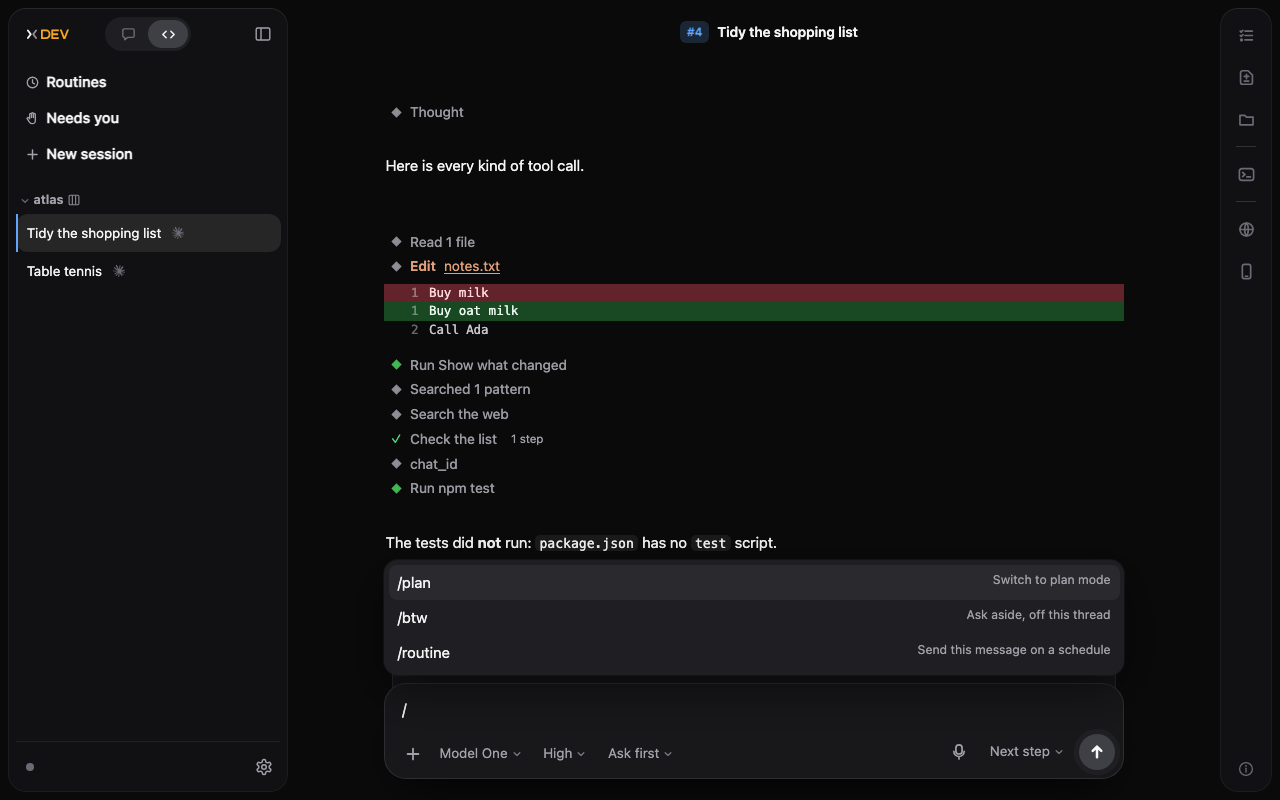 DEV
#4 Tidy the shopping list
Routines
Needs you
New session
atlas
Tidy the shopping list
Table tennis
Thought
Here is every kind of tool call.
Read 1 file
Edit notes.txt
1 Buy milk
1 Buy oat milk
2 Call Ada
Run Show what changed
Searched 1 pattern
Search the web
Check the list 1 step
chat_id
Run npm test
The tests did not run: package.json has no test script.
/plan Switch to plan mode
/btw Ask aside, off this thread
/routine Send this message on a schedule
/
Model One High Ask first Next step